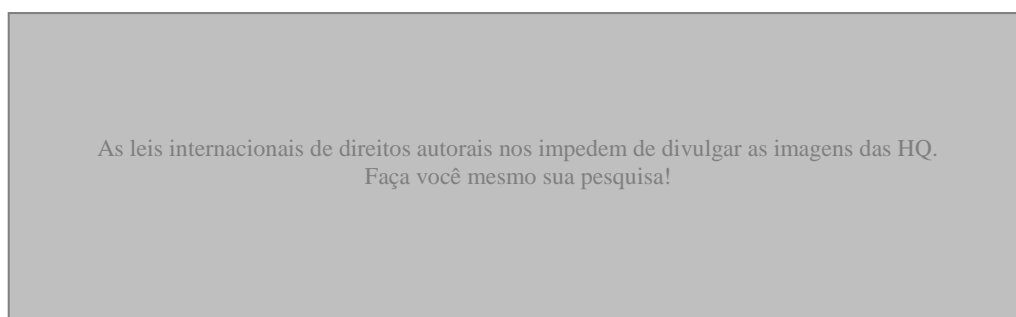 As leis internacionais de direitos autorais nos impedem de divulgar as imagens das HQ.
Faça você mesmo sua pesquisa!